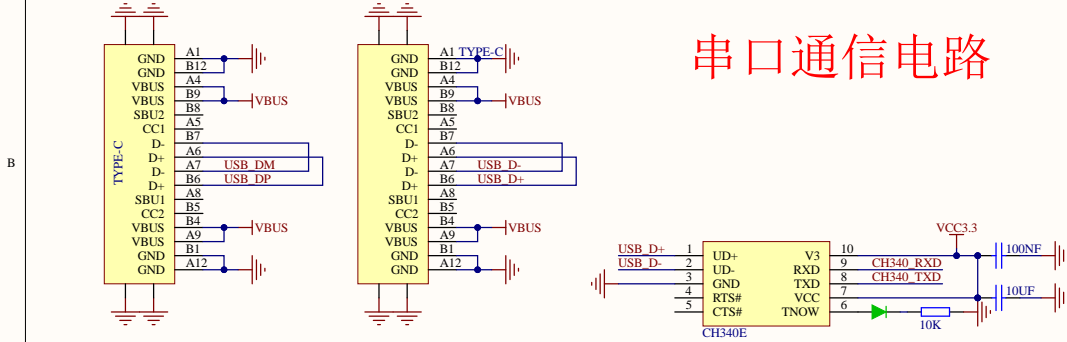 串口通信电路
B
TYPE-C
GND A1
GND B12
VBUS A4
VBUS B9
VBUS
SBU2 B8
CC1 A5
D- B7
D+ A6
D- A7 USB_DM
D+ B6 USB_DP
SBU1 A8
CC2 B5
VBUS B4
VBUS
VBUS A9
GND B1
GND A12
GND A1 TYPE-C
GND B12
VBUS A4
VBUS B9
VBUS
SBU2 B8
CC1 A5
D- B7
D+ A6
D- A7 USB_D-
D+ B6 USB_D+
SBU1 A8
CC2 B5
VBUS B4
VBUS
VBUS A9
GND B1
GND A12
VCC3.3
USB_D+ 1 UD+ V3 10 100NF
USB_D- 2 UD- RXD 9 CH340_RXD
3 GND TXD 8 CH340_TXD
4 RTS# VCC 7 10UF
5 CTS# TNOW 6
10K
CH340E